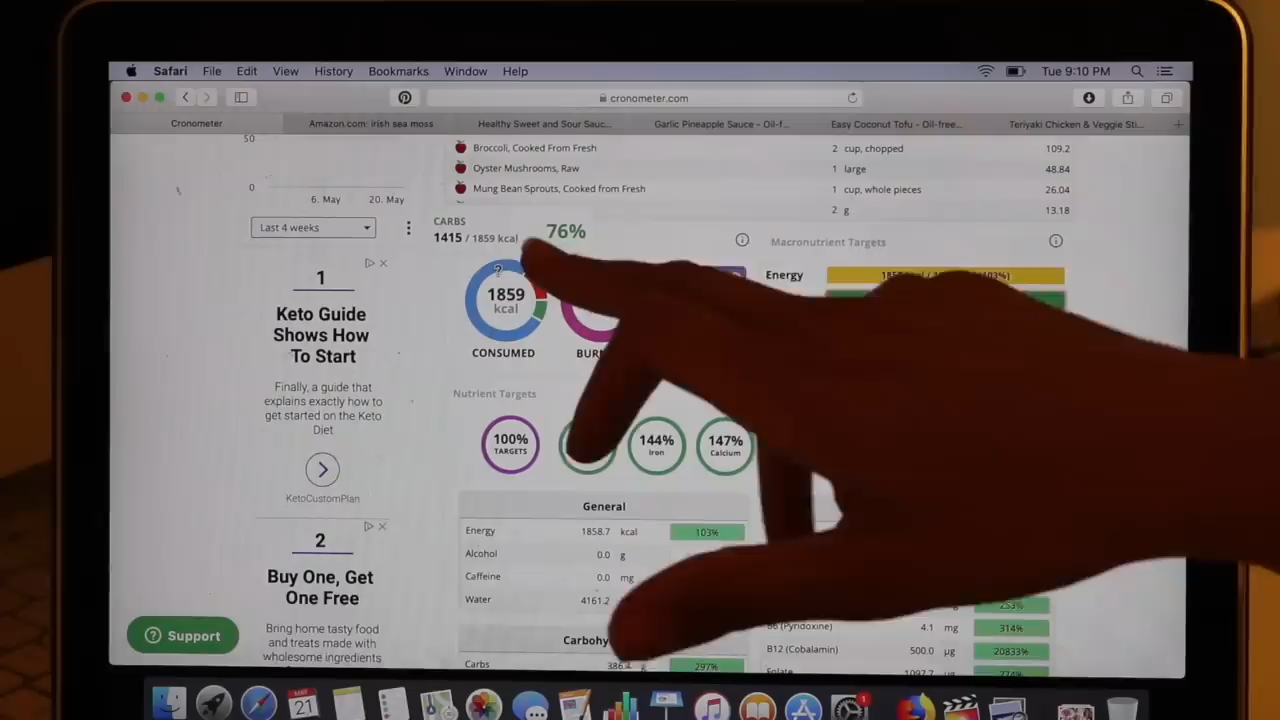 Safari File Edit View History Bookmarks Window Help Tue 9:10 PM
cronometer.com
Cronometer Amazon.com: irish sea moss Healthy Sweet and Sour Sauc... Garlic Pineapple Sauce - Oil-f... Easy Coconut Tofu - Oil-free... Teriyaki Chicken & Veggie Sti...
50
0
6. May 20. May
Last 4 weeks
Broccoli, Cooked From Fresh 2 cup, chopped 109.2
Oyster Mushrooms, Raw 1 large 48.84
Mung Bean Sprouts, Cooked from Fresh 1 cup, whole pieces 26.04
2 g 13.18
CARBS
1415 / 1859 kcal 76%
Macronutrient Targets
Energy
1859
kcal
CONSUMED
Nutrient Targets
100%
TARGETS
144%
Iron
147%
Calcium
General
Energy 1858.7 kcal 103%
Alcohol 0.0 g
Caffeine 0.0 mg
Water 4161.2
Carbs 297%
253%
B6 (Pyridoxine) 4.1 mg 314%
B12 (Cobalamin) 500.0 µg 20833%
Folate
1
Keto Guide
Shows How
To Start
Finally, a guide that
explains exactly how to
get started on the Keto
Diet
KetoCustomPlan
2
Buy One, Get
One Free
Bring home tasty food
and treats made with
wholesome ingredients
Support
MAY
21
1